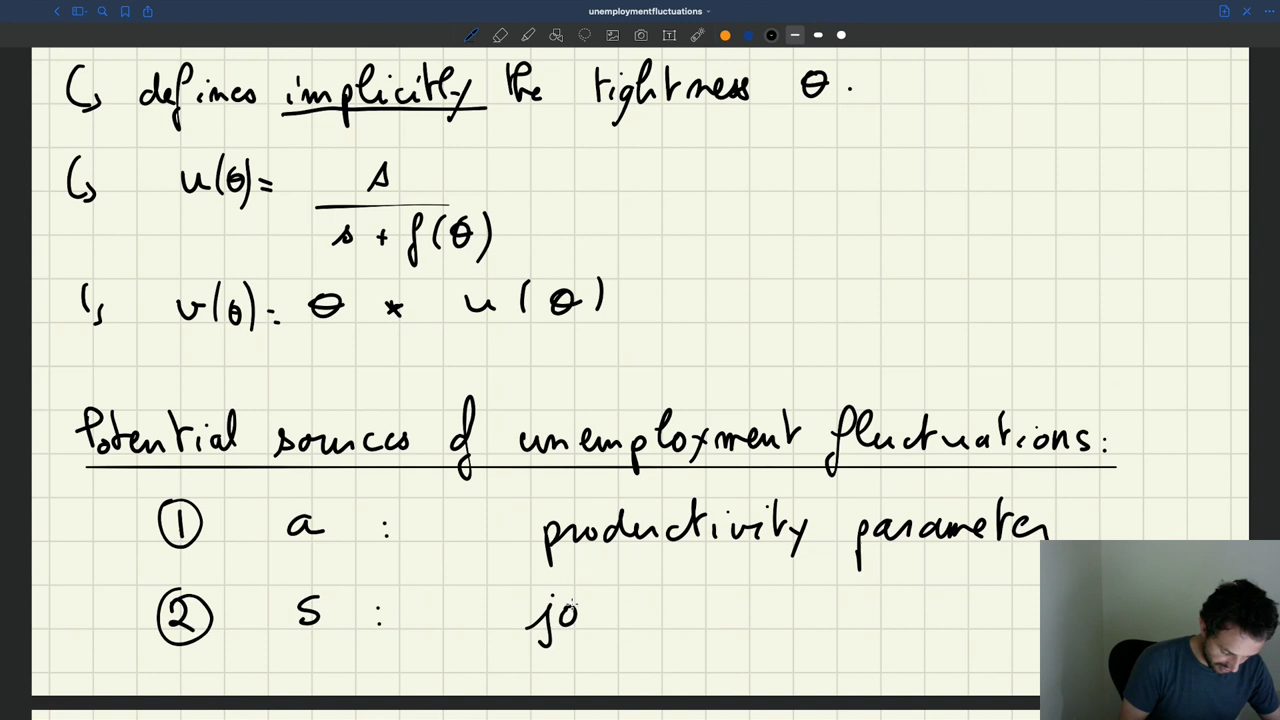 unemploymentfluctuations
↳ defines implicitly the tightness θ.
↳ u(θ) = s / (s + f(θ))
↳ v(θ) = θ * u(θ)
Potential sources of unemployment fluctuations:
① a : productivity parameter
② s : jo